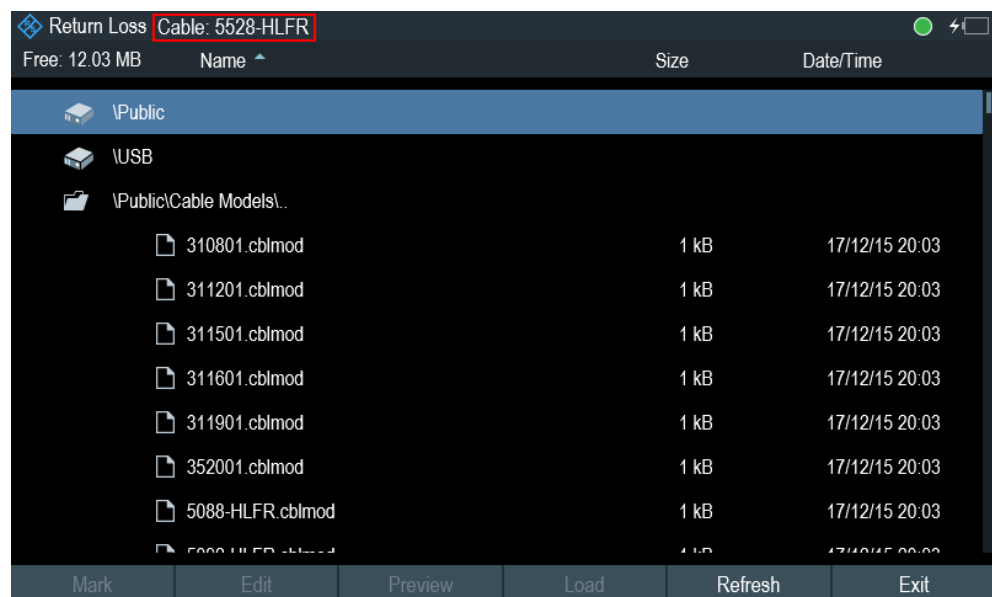 Return Loss Cable: 5528-HLFR
Free: 12.03 MB Name Size Date/Time
\Public
\USB
\Public\Cable Models\..
310801.cblmod 1 kB 17/12/15 20:03
311201.cblmod 1 kB 17/12/15 20:03
311501.cblmod 1 kB 17/12/15 20:03
311601.cblmod 1 kB 17/12/15 20:03
311901.cblmod 1 kB 17/12/15 20:03
352001.cblmod 1 kB 17/12/15 20:03
5088-HLFR.cblmod 1 kB 17/12/15 20:03
Mark Edit Preview Load Refresh Exit